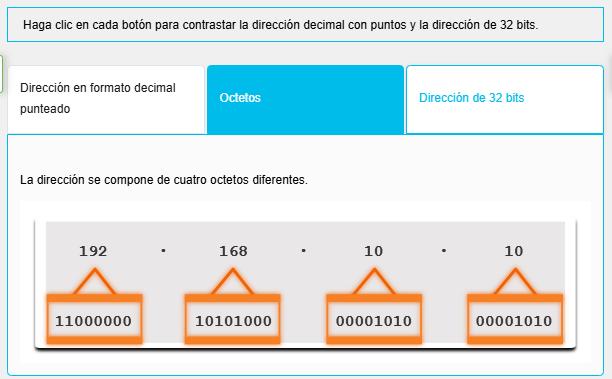 Haga clic en cada botón para contrastar la dirección decimal con puntos y la dirección de 32 bits.
Dirección en formato decimal
punteado
Octetos
Dirección de 32 bits
La dirección se compone de cuatro octetos diferentes.
192 . 168 . 10 . 10
11000000 10101000 00001010 00001010